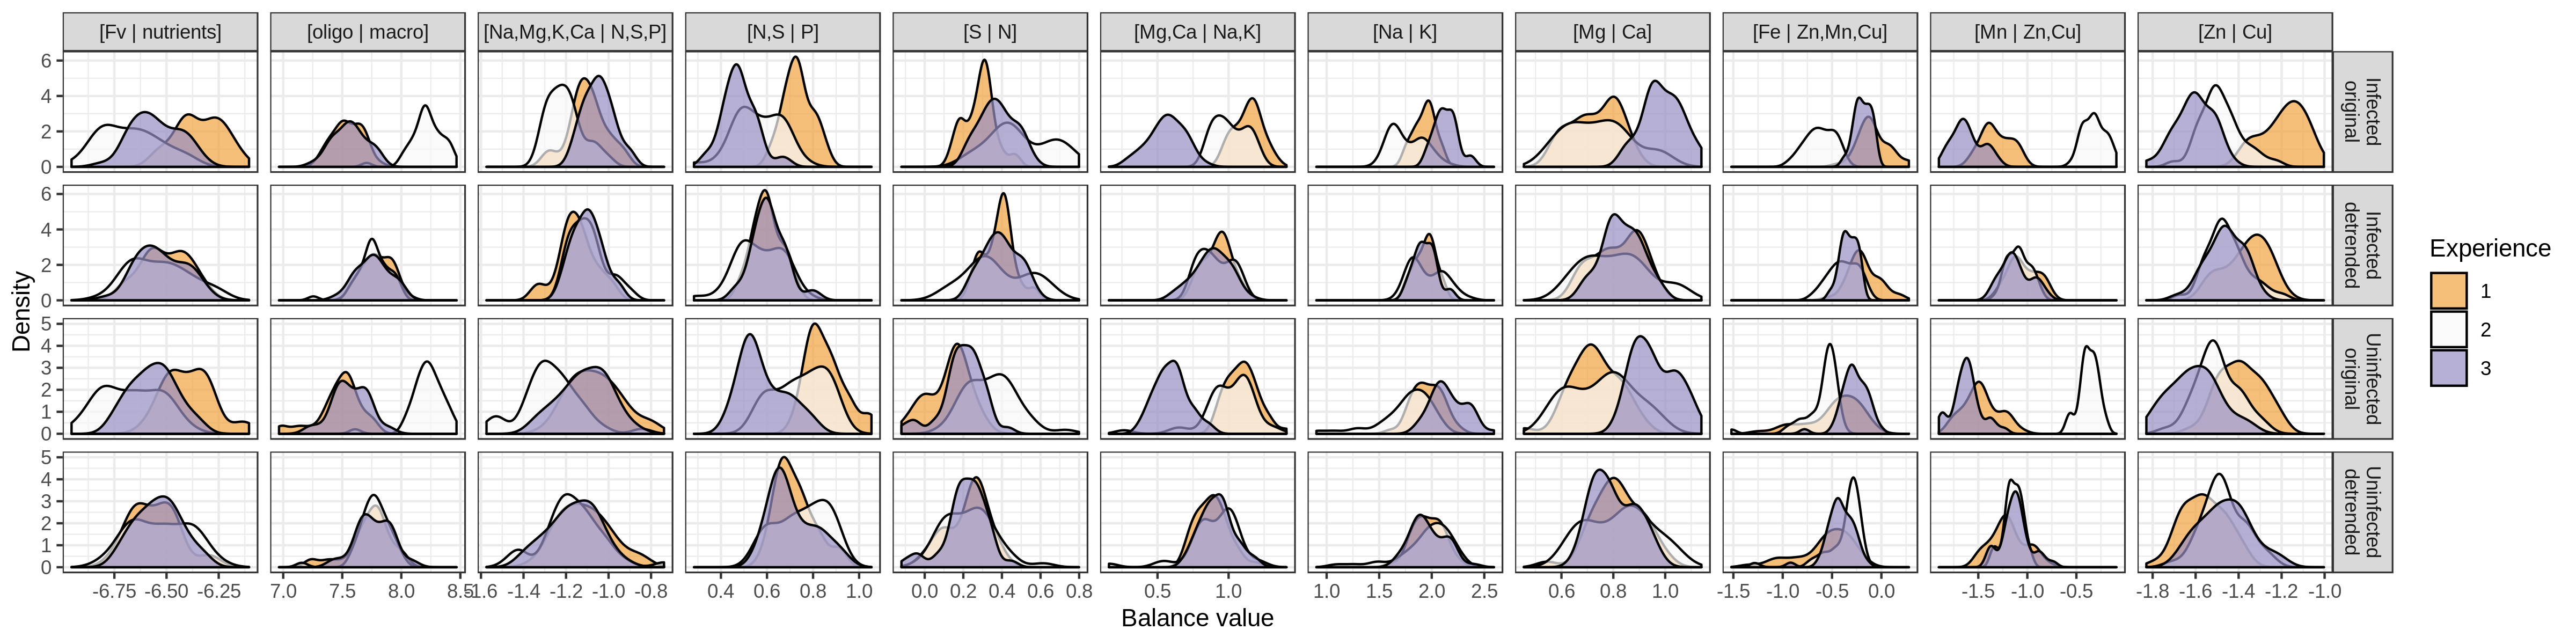 [Fv | nutrients] [oligo | macro] [Na,Mg,K,Ca | N,S,P] [N,S | P] [S | N] [Mg,Ca | Na,K] [Na | K] [Mg | Ca] [Fe | Zn,Mn,Cu] [Mn | Zn,Cu] [Zn | Cu]
6
4
2
0
Infected
original
6
4
2
0
Infected
detrended
5
4
3
2
1
0
Uninfected
original
5
4
3
2
1
0
Uninfected
detrended
Density
-6.75 -6.50 -6.25 7.0 7.5 8.0 8.5 -1.6 -1.4 -1.2 -1.0 -0.8 0.4 0.6 0.8 1.0 0.0 0.2 0.4 0.6 0.8 0.5 1.0 1.0 1.5 2.0 2.5 0.6 0.8 1.0 -1.5 -1.0 -0.5 0.0 -1.5 -1.0 -0.5 -1.8 -1.6 -1.4 -1.2 -1.0
Balance value
Experience
1
2
3